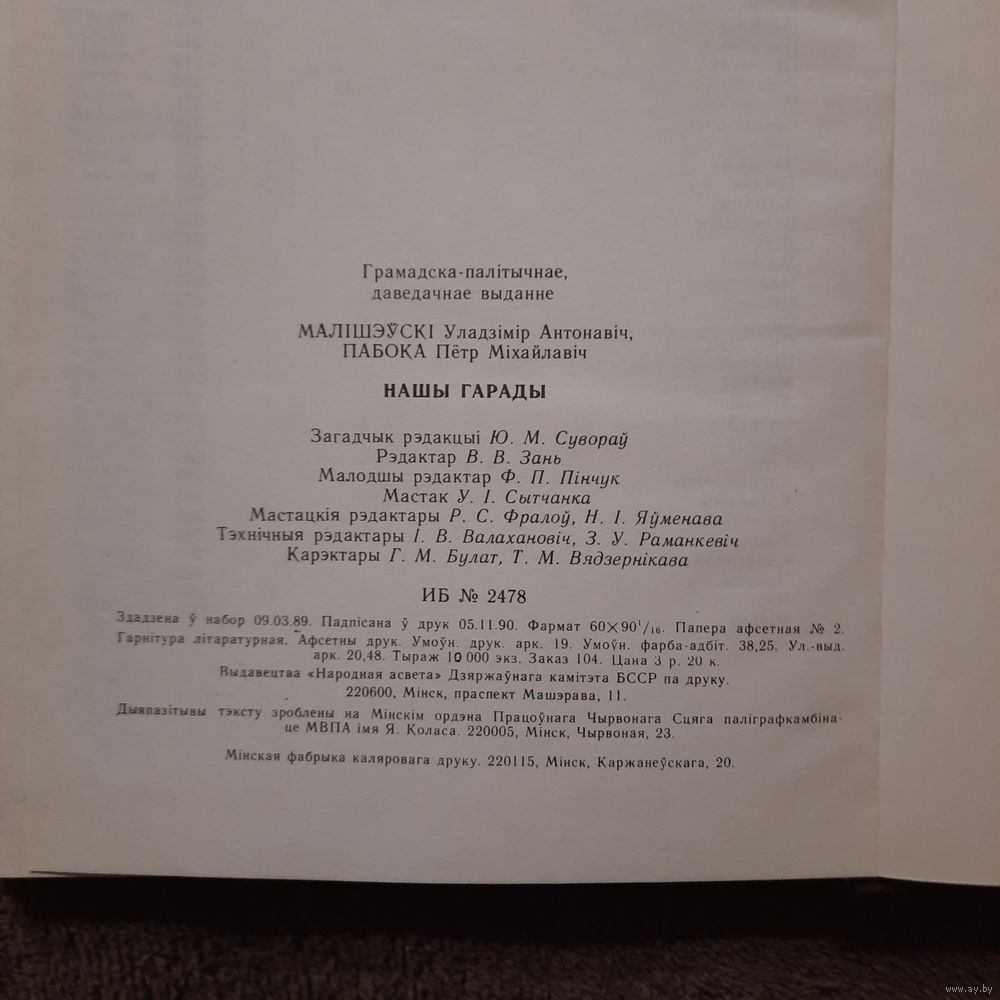 Грамадска-палітычнае,
даведачнае выданне
МАЛІШЭЎСКІ Уладзімір Антонавіч,
ПАБОКА Пётр Міхайлавіч
НАШЫ ГАРАДЫ
Загадчык рэдакцыі Ю. М. Сувораў
Рэдактар В. В. Зань
Малодшы рэдактар Ф. П. Пінчук
Мастак У. І. Сытчанка
Мастацкія рэдактары Р. С. Фралоў, Н. І. Яўменава
Тэхнічныя рэдактары І. В. Валахановіч, З. У. Раманкевіч
Карэктары Г. М. Булат, Т. М. Вядзернікава
ИБ № 2478
Здадзена ў набор 09.03.89. Падпісана ў друк 05.11.90. Фармат 60×90¹/₁₆. Папера афсетная № 2.
Гарнітура літаратурная. Афсетны друк. Умоўн. друк. арк. 19. Умоўн. фарба-адбіт. 38,25. Ул.-выд.
арк. 20,48. Тыраж 10 000 экз. Заказ 104. Цана 3 р. 20 к.
Выдавецтва «Народная асвета» Дзяржаўнага камітэта БССР па друку.
220600, Мінск, праспект Машэрава, 11.
Дыяпазітывы тэксту зроблены на Мінскім ордэна Працоўнага Чырвонага Сцяга паліграфкамбіна-
це МВПА імя Я. Коласа. 220005, Мінск, Чырвоная, 23.
Мінская фабрыка каляровага друку. 220115, Мінск, Каржанеўскага, 20.
www.ay.by